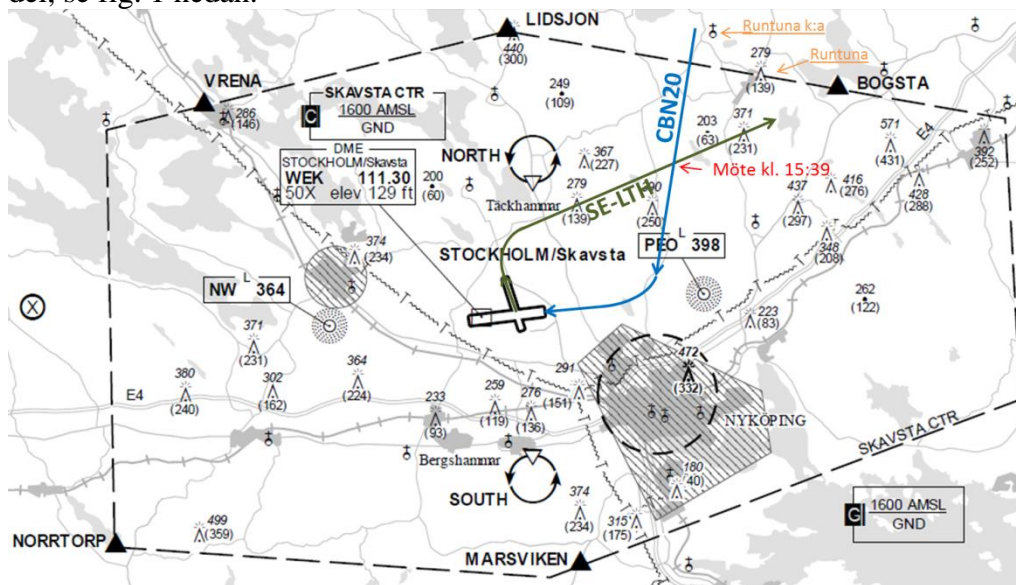 del, se fig. 1 nedan.
LIDSJON
440
(300)
Runtuna k:a
Runtuna
279
(139)
BOGSTA
VRENA
286
(146)
C
SKAVSTA CTR
1600 AMSL
GND
249
(109)
CBN20
203
(63)
371
(231)
571
(431)
E4
392
(252)
DME
STOCKHOLM/Skavsta
WEK 111.30
50X elev 129 ft
NORTH
367
(227)
Möte kl. 15:39
200
(60)
Täckhammar
279
(139)
SE-LTH
(250)
437
(297)
416
(276)
428
(288)
STOCKHOLM/Skavsta
PEO L 398
348
(208)
374
(234)
NW L 364
262
(122)
X
223
(83)
371
(231)
472
(332)
380
(240)
E4
302
(162)
364
(224)
233
(93)
259
(119)
276
(136)
291
(151)
NYKÖPING
SKAVSTA CTR
Bergshammar
SOUTH
180
(40)
374
(234)
315
(175)
G
1600 AMSL
GND
499
(359)
NORRTORP
MARSVIKEN